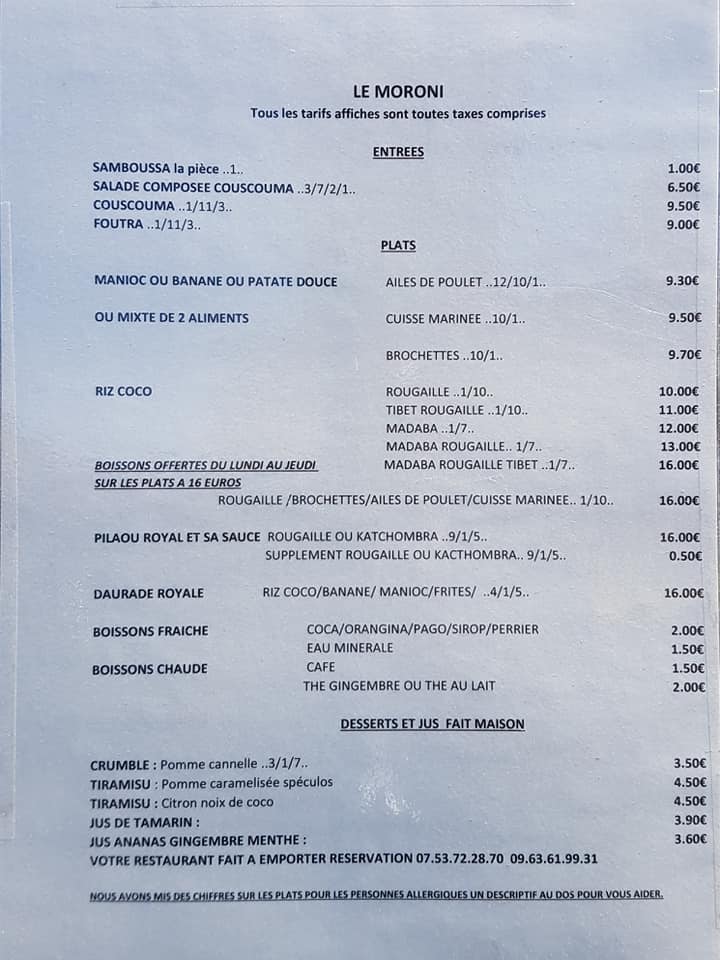 LE MORONI
Tous les tarifs affiches sont toutes taxes comprises
ENTREES
SAMBOUSSA la pièce ..1.. 1.00€
SALADE COMPOSEE COUSCOUMA ..3/7/2/1.. 6.50€
COUSCOUMA ..1/11/3.. 9.50€
FOUTRA ..1/11/3.. 9.00€
PLATS
MANIOC OU BANANE OU PATATE DOUCE AILES DE POULET ..12/10/1.. 9.30€
OU MIXTE DE 2 ALIMENTS CUISSE MARINEE ..10/1.. 9.50€
BROCHETTES ..10/1.. 9.70€
RIZ COCO ROUGAILLE ..1/10.. 10.00€
TIBET ROUGAILLE ..1/10.. 11.00€
MADABA ..1/7.. 12.00€
MADABA ROUGAILLE.. 1/7.. 13.00€
BOISSONS OFFERTES DU LUNDI AU JEUDI MADABA ROUGAILLE TIBET ..1/7.. 16.00€
SUR LES PLATS A 16 EUROS
ROUGAILLE /BROCHETTES/AILES DE POULET/CUISSE MARINEE.. 1/10.. 16.00€
PILAOU ROYAL ET SA SAUCE ROUGAILLE OU KATCHOMBRA ..9/1/5.. 16.00€
SUPPLEMENT ROUGAILLE OU KACTHOMBRA.. 9/1/5.. 0.50€
DAURADE ROYALE RIZ COCO/BANANE/ MANIOC/FRITES/ ..4/1/5.. 16.00€
BOISSONS FRAICHE COCA/ORANGINA/PAGO/SIROP/PERRIER 2.00€
EAU MINERALE 1.50€
BOISSONS CHAUDE CAFE 1.50€
THE GINGEMBRE OU THE AU LAIT 2.00€
DESSERTS ET JUS FAIT MAISON
CRUMBLE : Pomme cannelle ..3/1/7.. 3.50€
TIRAMISU : Pomme caramelisée spéculos 4.50€
TIRAMISU : Citron noix de coco 4.50€
JUS DE TAMARIN : 3.90€
JUS ANANAS GINGEMBRE MENTHE : 3.60€
VOTRE RESTAURANT FAIT A EMPORTER RESERVATION 07.53.72.28.70 09.63.61.99.31
NOUS AVONS MIS DES CHIFFRES SUR LES PLATS POUR LES PERSONNES ALLERGIQUES UN DESCRIPTIF AU DOS POUR VOUS AIDER.